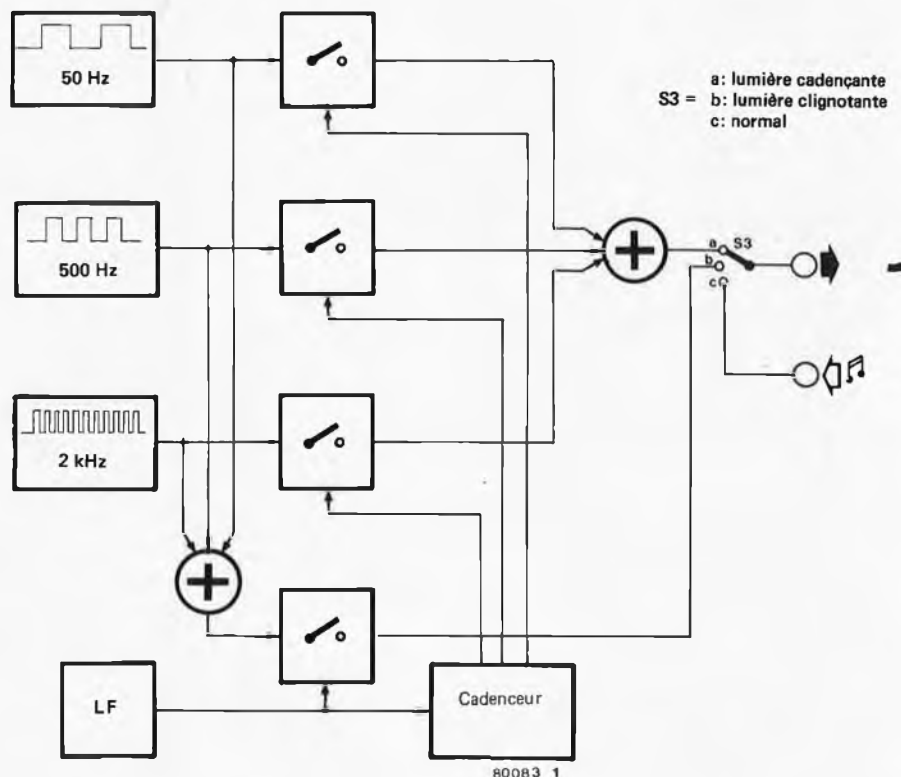 50 Hz
a: lumière cadençante
S3 = b: lumière clignotante
c: normal
500 Hz
a S3
b
c
2 kHz
LF
Cadenceur
80083 1